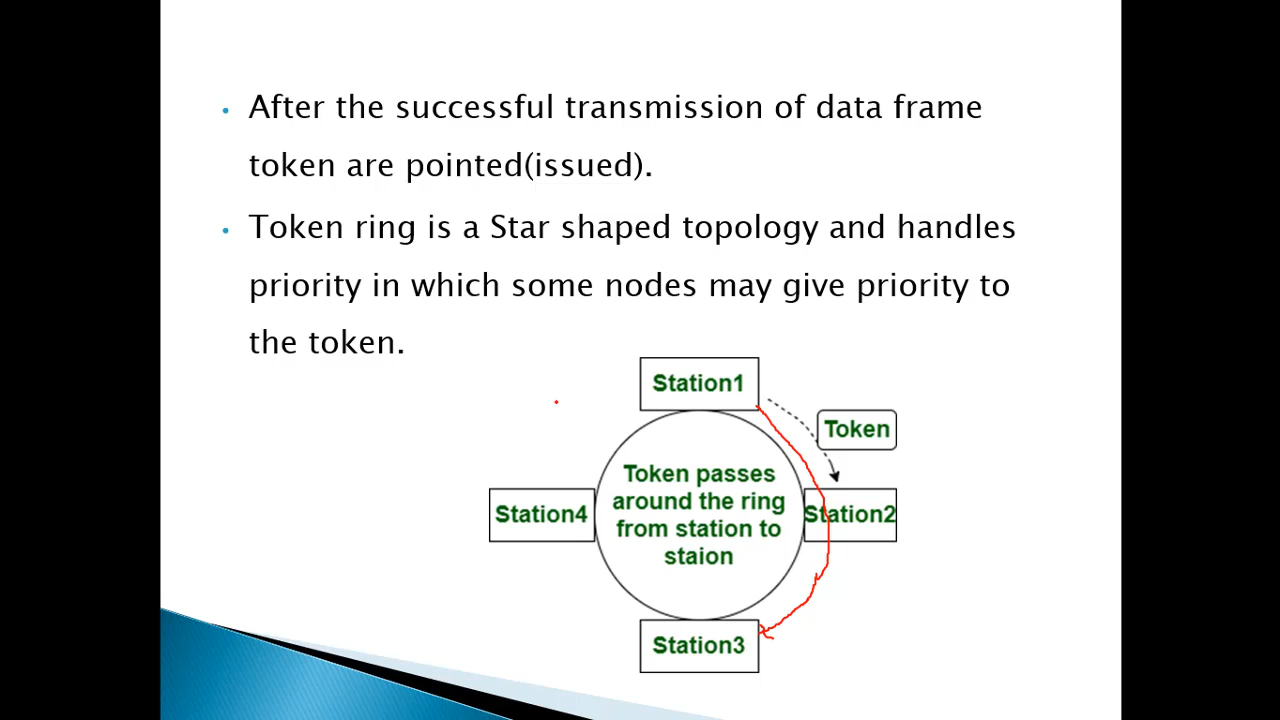 • After the successful transmission of data frame
token are pointed(issued).
• Token ring is a Star shaped topology and handles
priority in which some nodes may give priority to
the token.
Station1
Token
Token passes
around the ring
from station to
staion
Station4
Station2
Station3